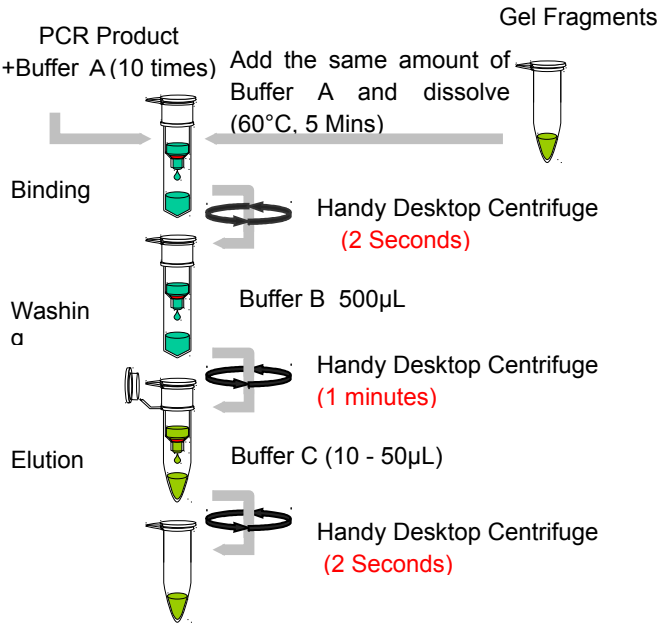 Gel Fragments
PCR Product
+Buffer A (10 times)
Add the same amount of
Buffer A and dissolve
(60°C, 5 Mins)
Binding
Handy Desktop Centrifuge
(2 Seconds)
Buffer B 500µL
Washin
g
Handy Desktop Centrifuge
(1 minutes)
Elution
Buffer C (10 - 50µL)
Handy Desktop Centrifuge
(2 Seconds)